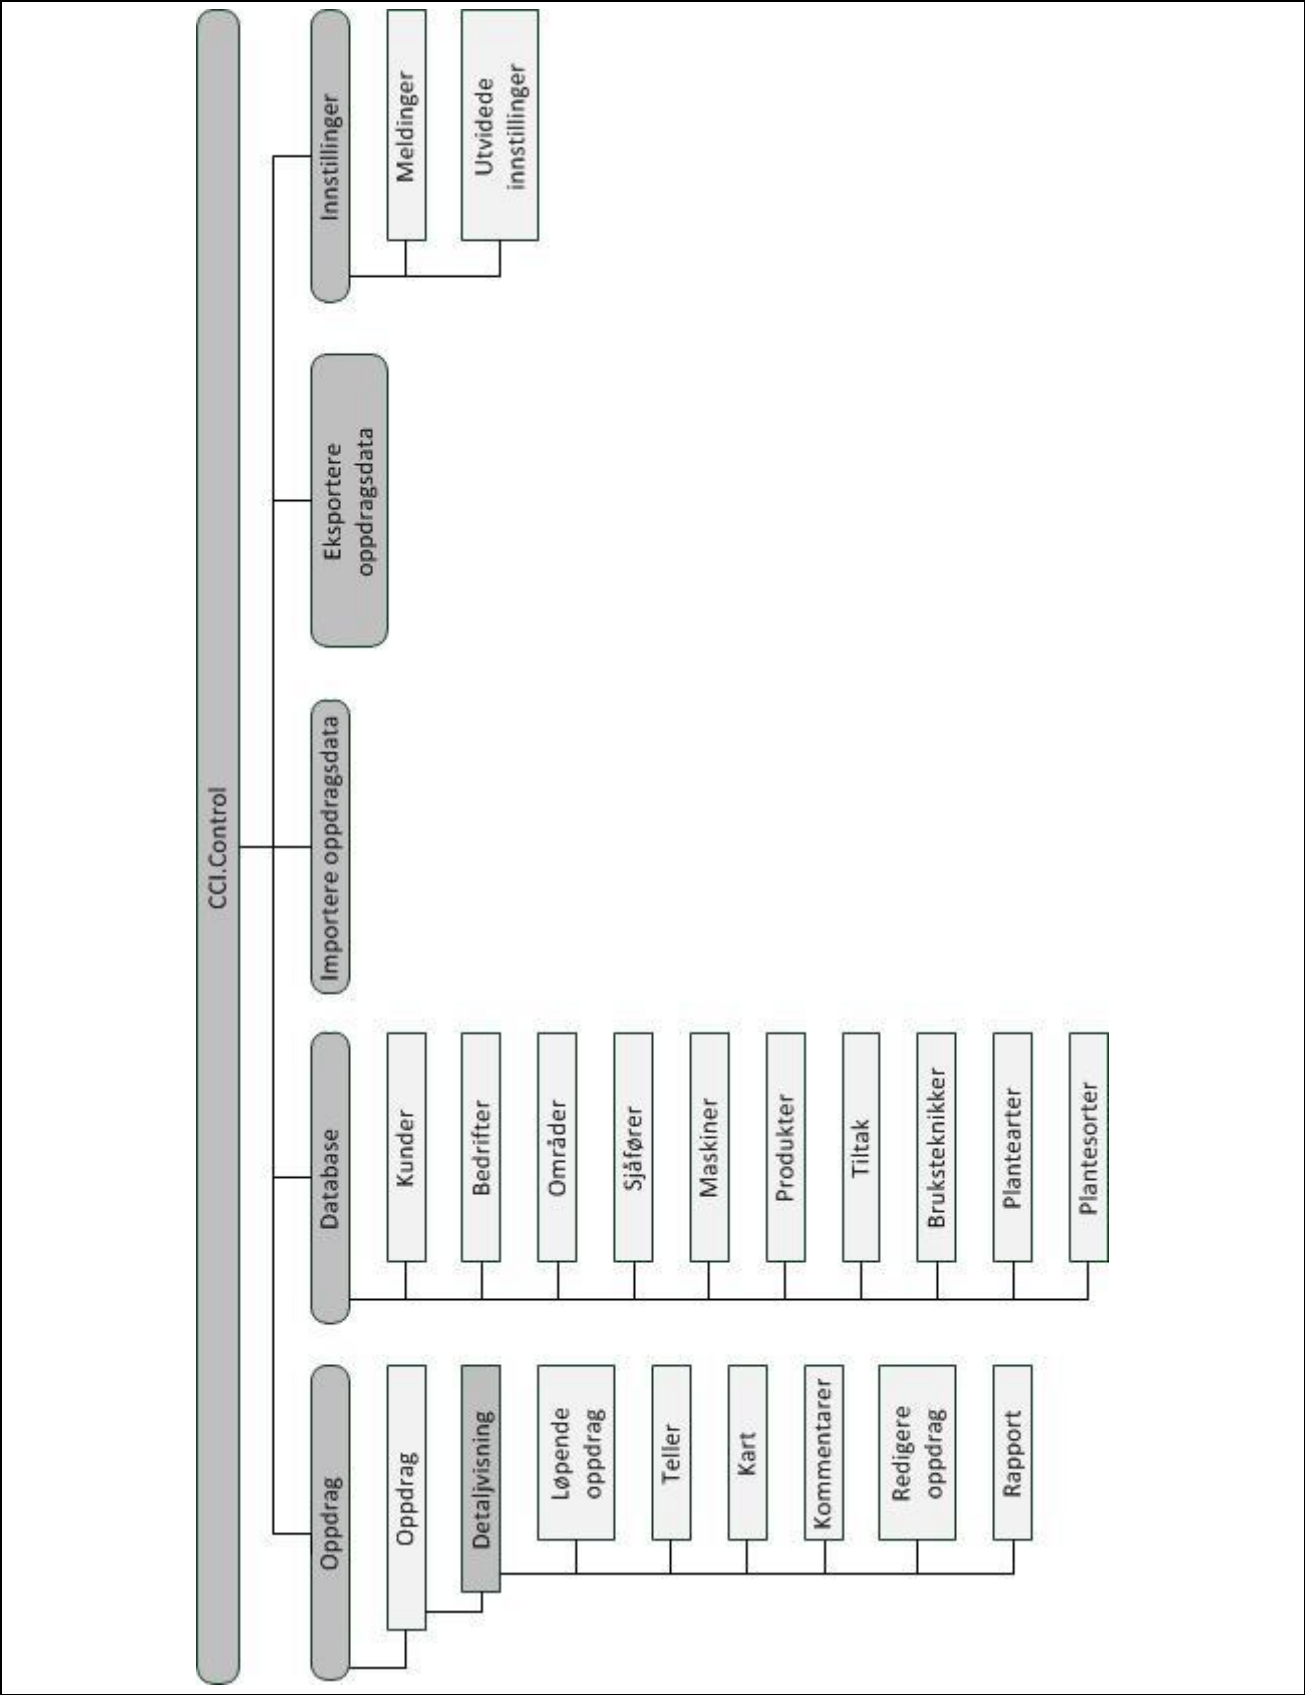 CCI.Control
Oppdrag
Oppdrag
Detaljvisning
Løpende
oppdrag
Teller
Kart
Kommentarer
Redigere
oppdrag
Rapport
Database
Kunder
Bedrifter
Områder
Sjåfører
Maskiner
Produkter
Tiltak
Bruksteknikker
Plantearter
Plantesorter
Importere oppdragsdata
Eksportere
oppdragsdata
Innstillinger
Meldinger
Utvidede
innstillinger